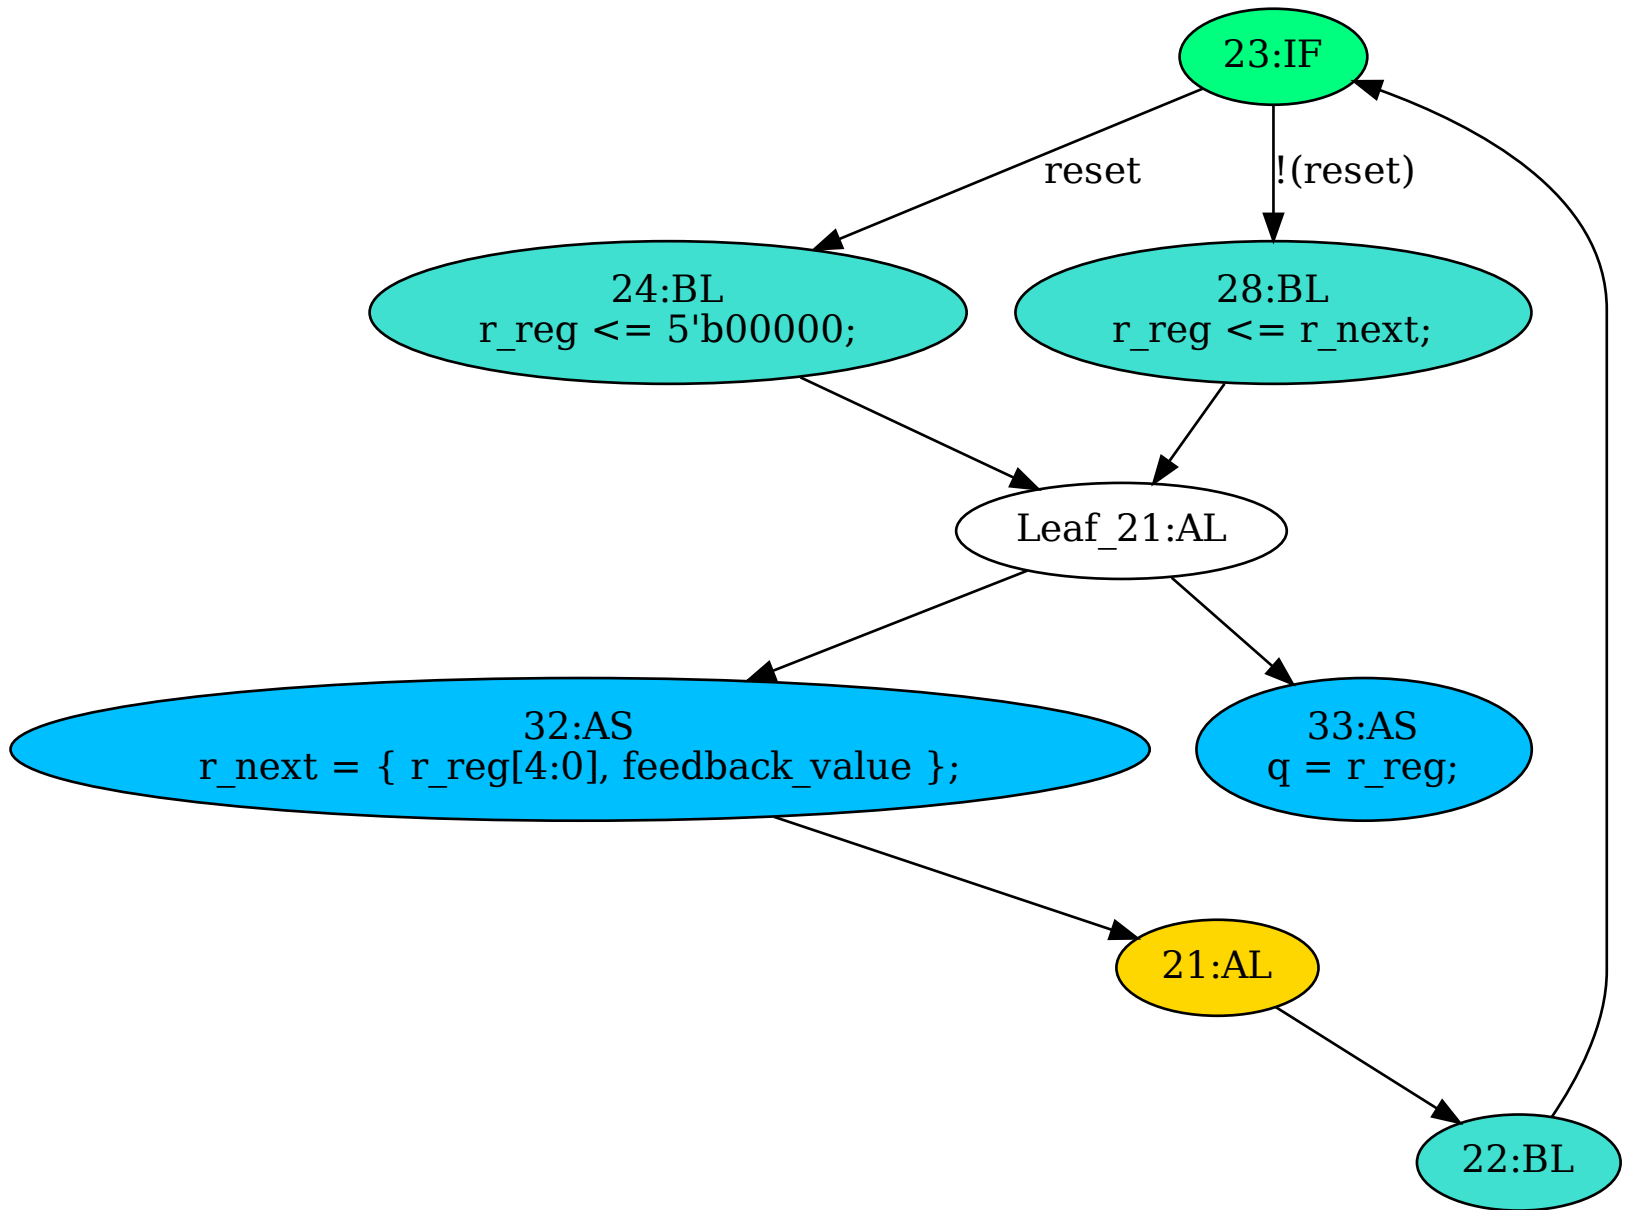 23:IF
reset
!(reset)
24:BL
r_reg <= 5'b00000;
28:BL
r_reg <= r_next;
Leaf_21:AL
32:AS
r_next = { r_reg[4:0], feedback_value };
33:AS
q = r_reg;
21:AL
22:BL